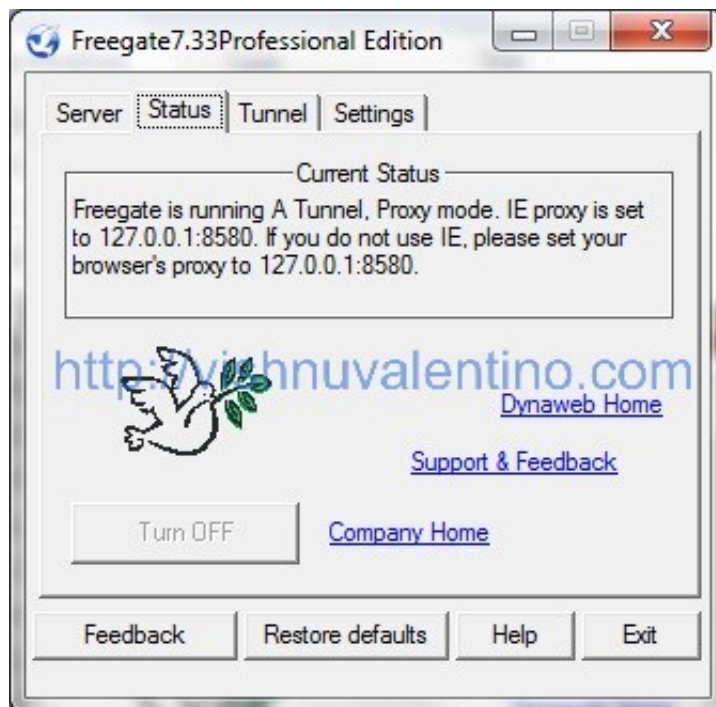 Freegate7.33Professional Edition
Server Status Tunnel Settings
Current Status
Freegate is running A Tunnel, Proxy mode. IE proxy is set
to 127.0.0.1:8580. If you do not use IE, please set your
browser's proxy to 127.0.0.1:8580.
http://vishnuvalentino.com
Dynaweb Home
Support & Feedback
Turn OFF
Company Home
Feedback Restore defaults Help Exit